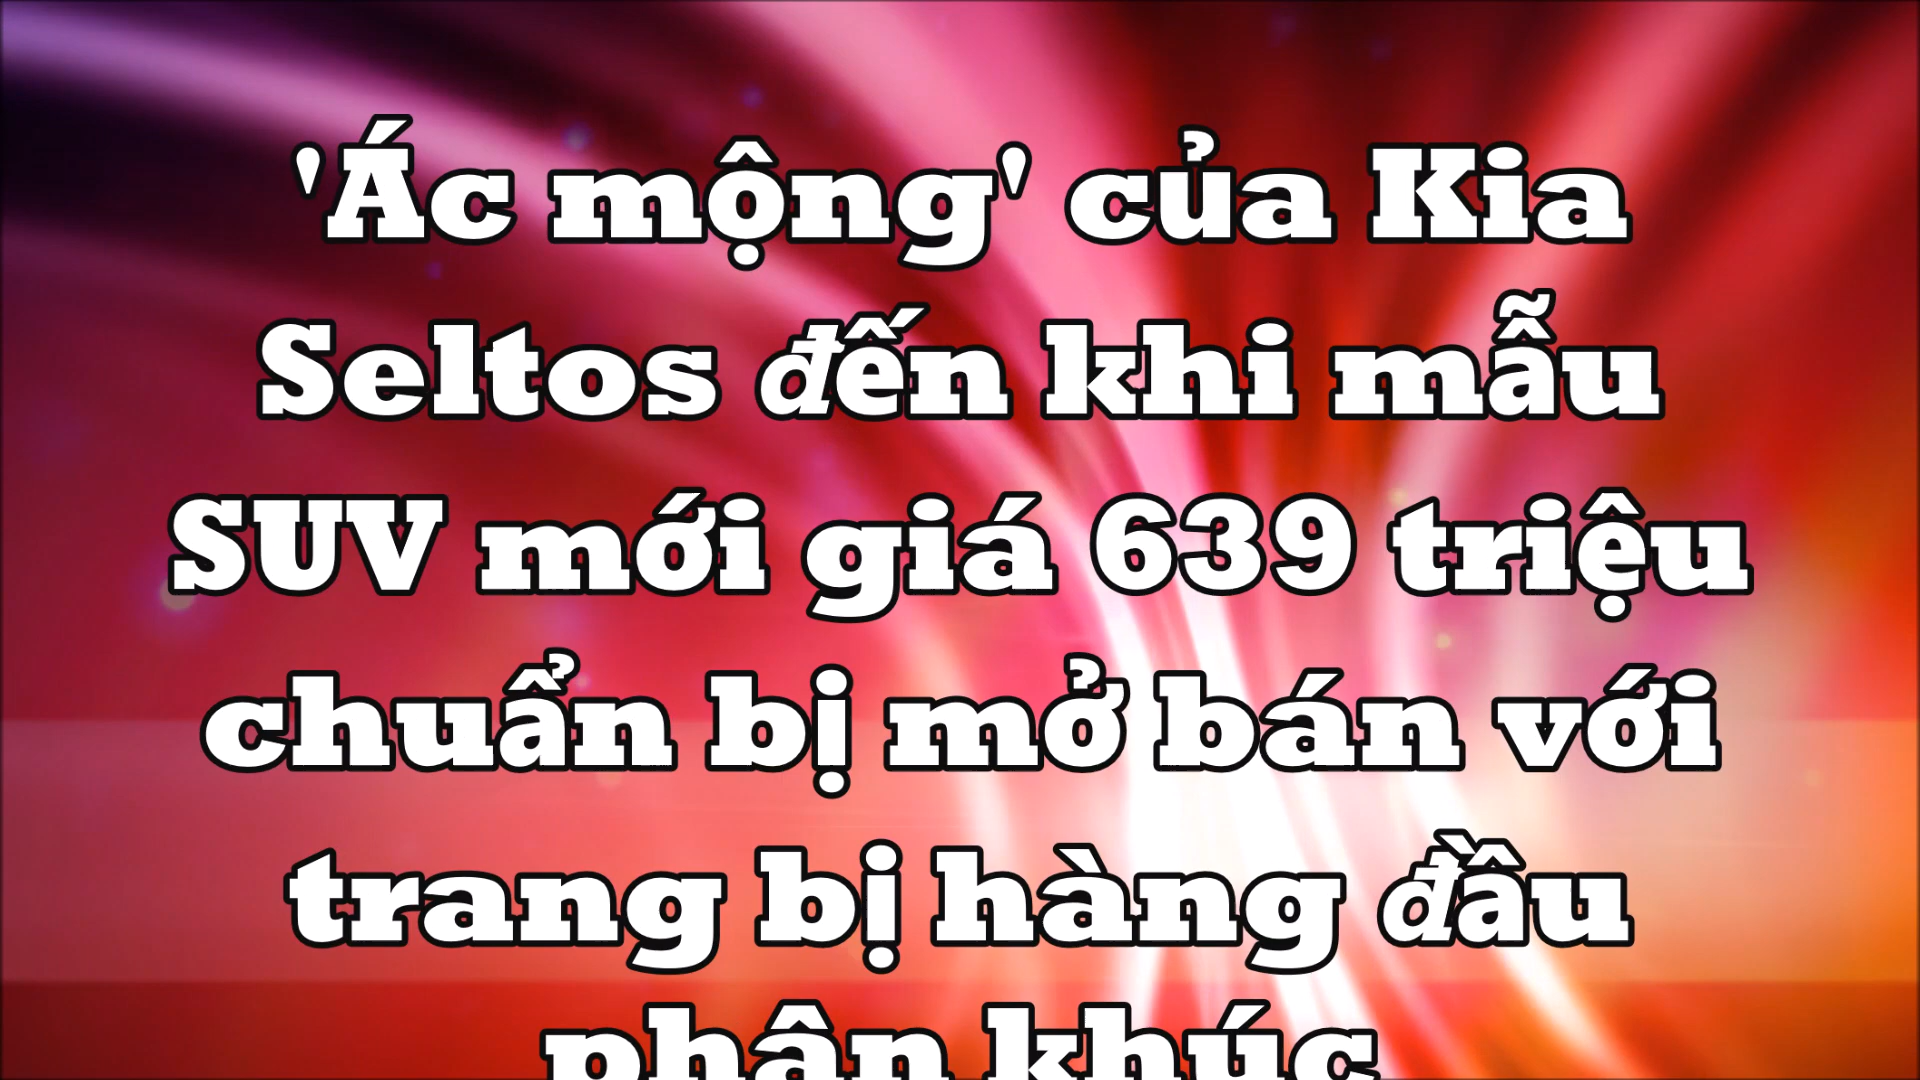 'Ác mộng' của Kia
Seltos đến khi mẫu
SUV mới giá 639 triệu
chuẩn bị mở bán với
trang bị hàng đầu
phân khúc